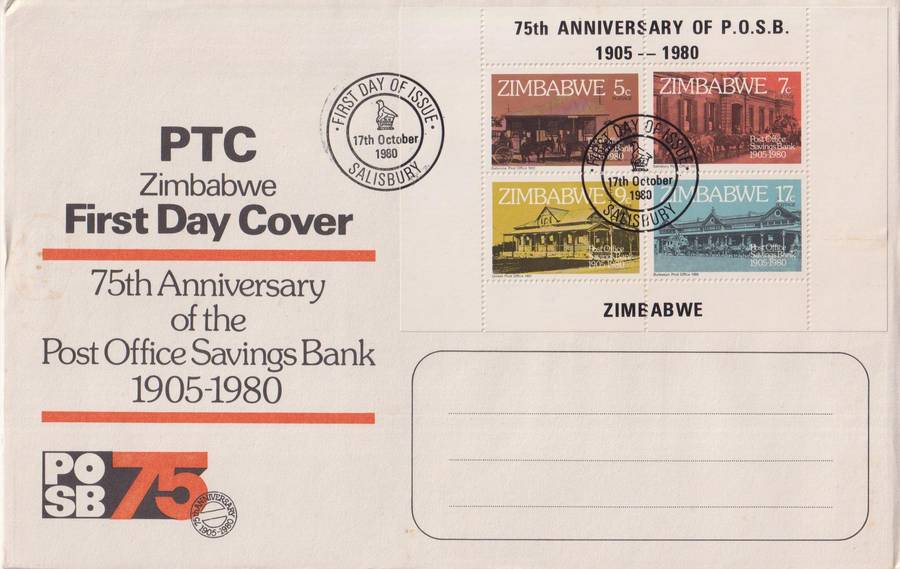 PTC
Zimbabwe
First Day Cover
75th Anniversary
of the
Post Office Savings Bank
1905-1980
PO
SB
75
75th ANNIVERSARY
1905-1980
FIRST DAY OF ISSUE
17th October
1980
SALISBURY
75th ANNIVERSARY OF P.O.S.B.
1905 -- 1980
ZIMBABWE 5c
1980
ZIMBABWE 7c
Post Office
Savings Bank
1905·1980
FIRST DAY OF ISSUE
17th October
1980
SALISBURY
ZIMBABWE 9c
Post Office
Savings Bank
1905·1980
ZIMBABWE 17c
Post Office
Savings Bank
1905·1980
ZIMBABWE